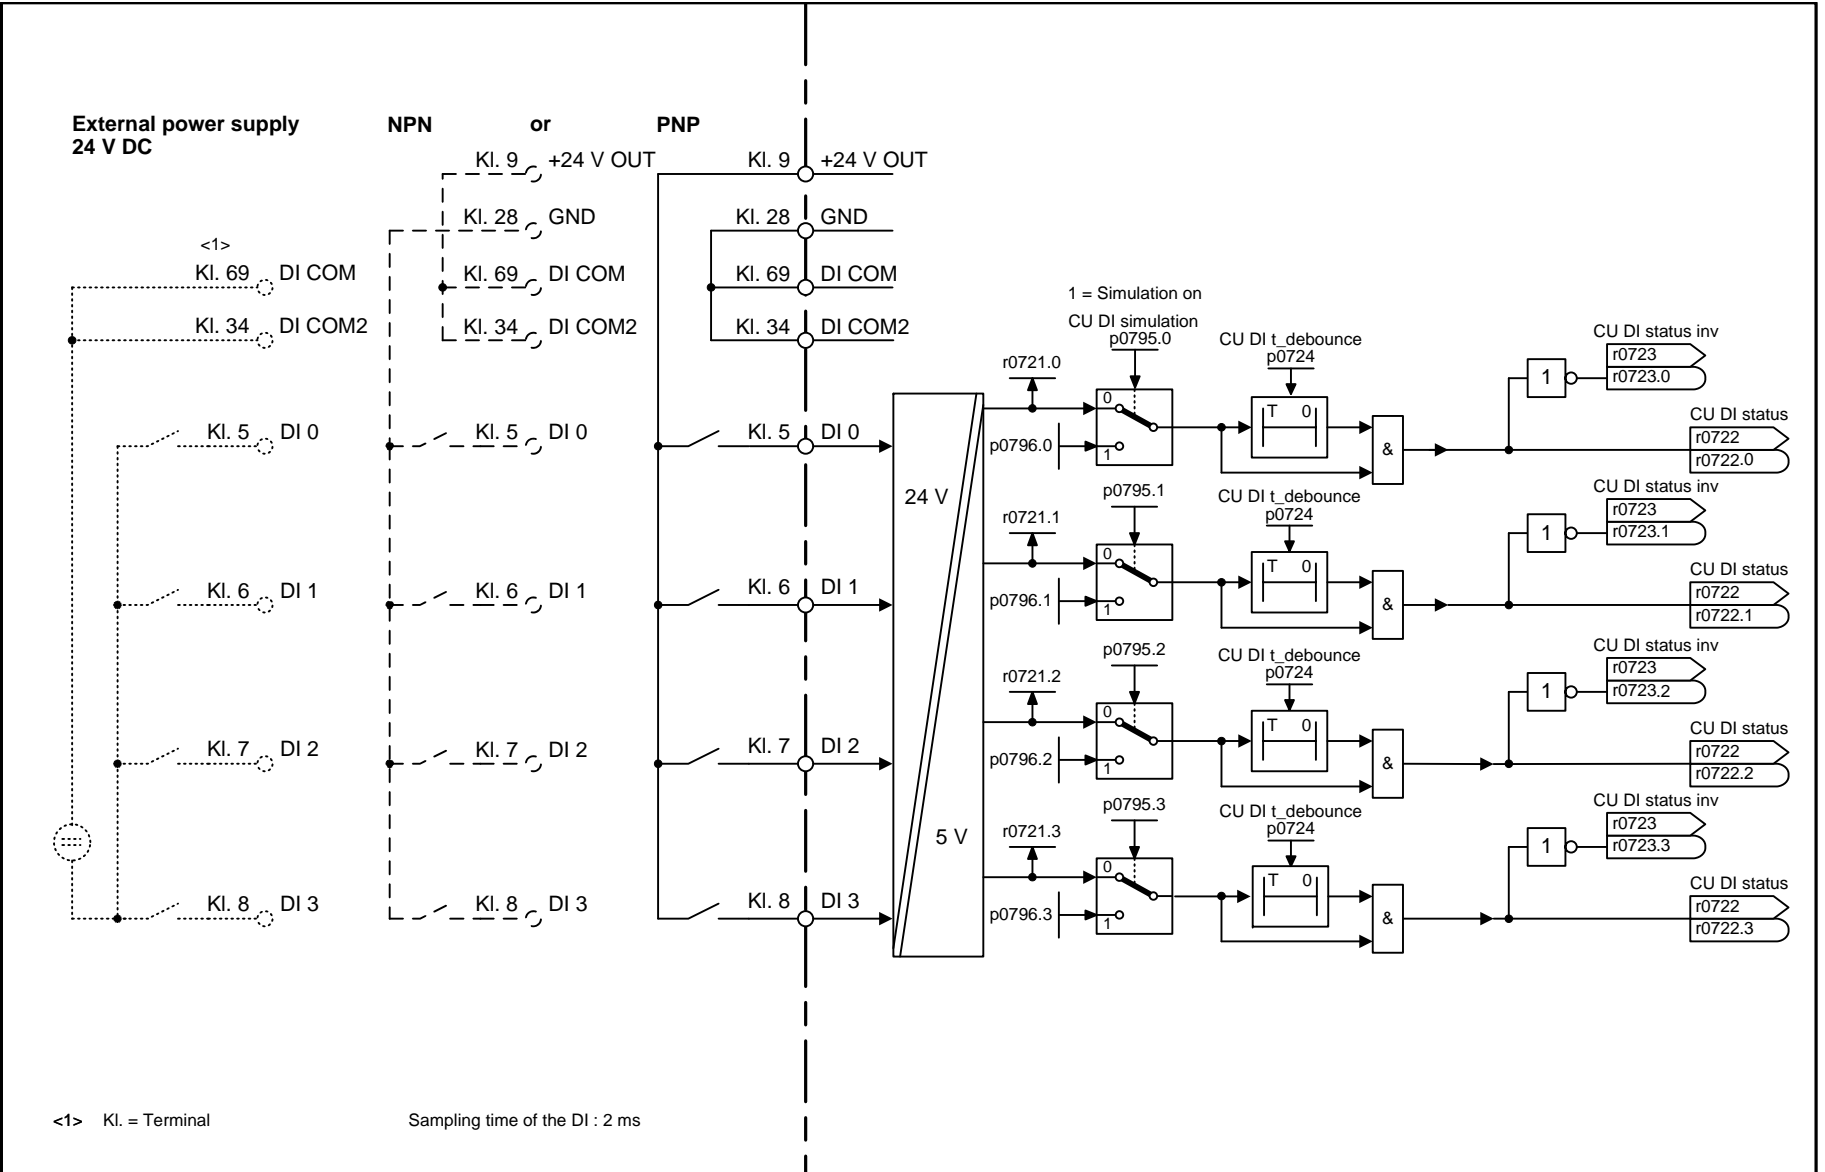 External power supply
24 V DC
NPN
or
PNP
Kl. 9
+24 V OUT
Kl. 9
+24 V OUT
Kl. 28
GND
Kl. 28
GND
<1>
Kl. 69
DI COM
Kl. 69
DI COM
Kl. 69
DI COM
Kl. 34
DI COM2
Kl. 34
DI COM2
Kl. 34
DI COM2
Kl. 5
DI 0
Kl. 5
DI 0
Kl. 5
DI 0
Kl. 6
DI 1
Kl. 6
DI 1
Kl. 6
DI 1
Kl. 7
DI 2
Kl. 7
DI 2
Kl. 7
DI 2
Kl. 8
DI 3
Kl. 8
DI 3
Kl. 8
DI 3
24 V
5 V
1 = Simulation on
CU DI simulation
p0795.0
r0721.0
0
p0796.0
1
CU DI t_debounce
p0724
T 0
&
1
CU DI status inv
r0723
r0723.0
CU DI status
r0722
r0722.0
p0795.1
r0721.1
0
p0796.1
1
CU DI t_debounce
p0724
T 0
&
1
CU DI status inv
r0723
r0723.1
CU DI status
r0722
r0722.1
p0795.2
r0721.2
0
p0796.2
1
CU DI t_debounce
p0724
T 0
&
1
CU DI status inv
r0723
r0723.2
CU DI status
r0722
r0722.2
p0795.3
r0721.3
0
p0796.3
1
CU DI t_debounce
p0724
T 0
&
1
CU DI status inv
r0723
r0723.3
CU DI status
r0722
r0722.3
<1> Kl. = Terminal
Sampling time of the DI : 2 ms